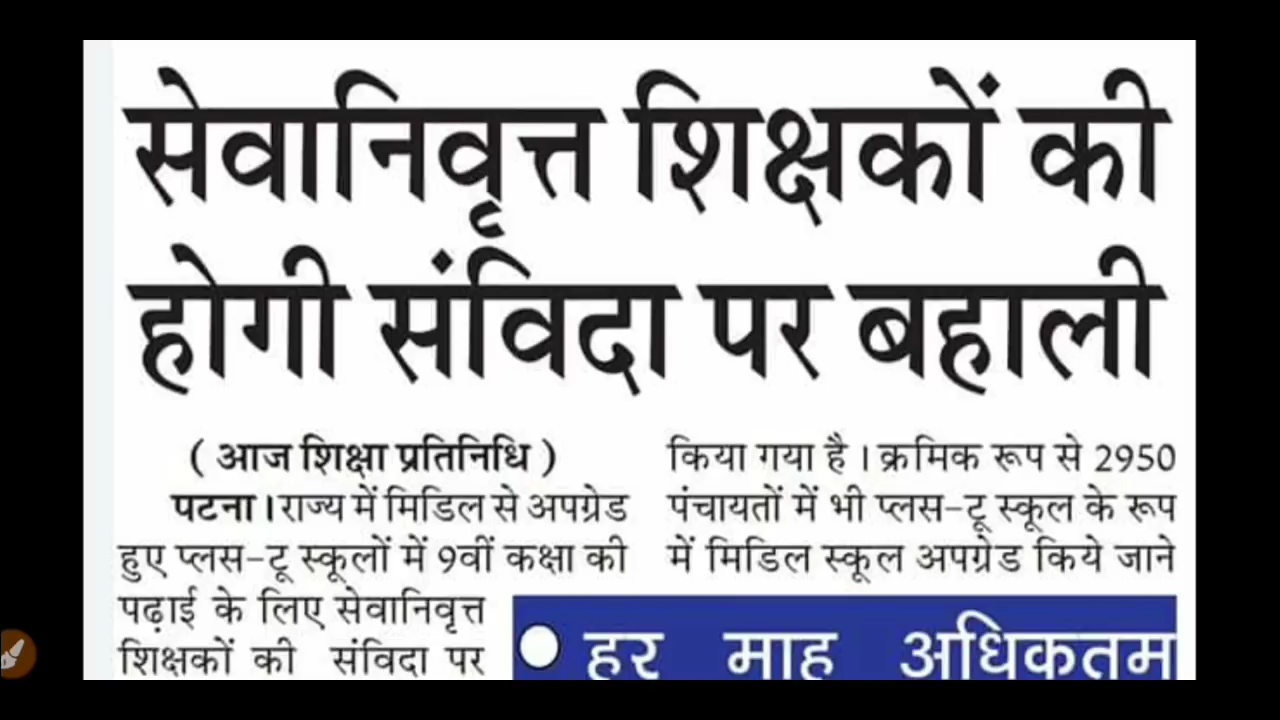 सेवानिवृत्त शिक्षकों की
होगी संविदा पर बहाली
( आज शिक्षा प्रतिनिधि )
पटना। राज्य में मिडिल से अपग्रेड
हुए प्लस-टू स्कूलों में 9वीं कक्षा की
पढ़ाई के लिए सेवानिवृत्त
शिक्षकों की संविदा पर
किया गया है। क्रमिक रूप से 2950
पंचायतों में भी प्लस-टू स्कूल के रूप
में मिडिल स्कूल अपग्रेड किये जाने
हर माह अधिकतम